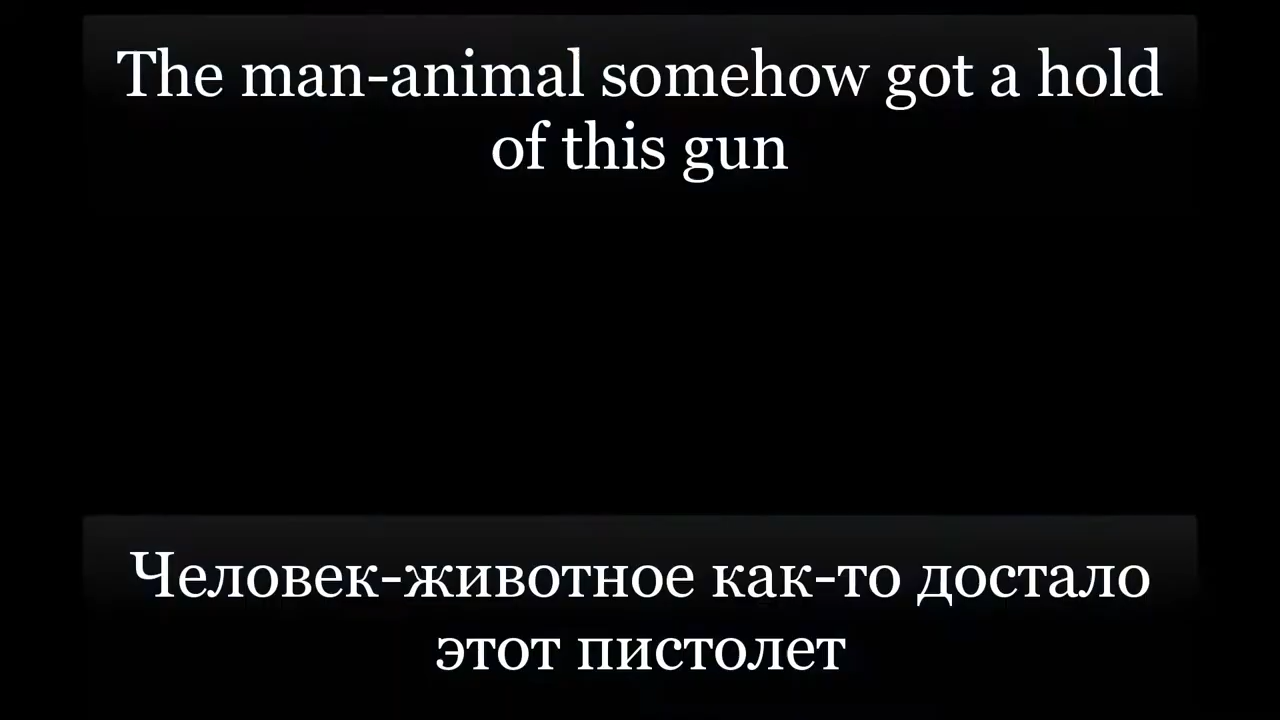 The man-animal somehow got a hold
of this gun
Человек-животное как-то достало
этот пистолет